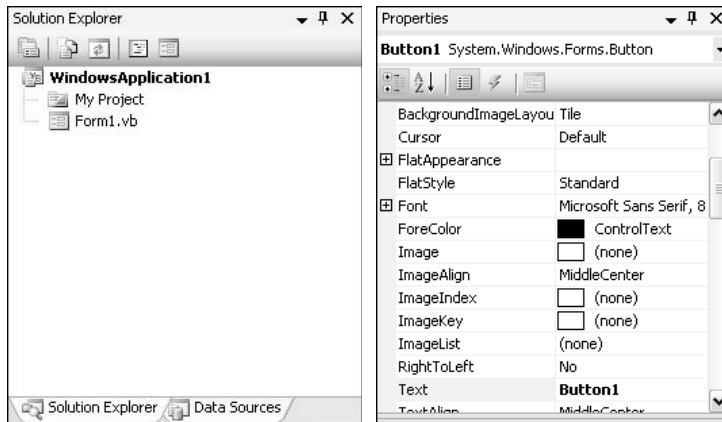 Solution Explorer
WindowsApplication1
My Project
Form1.vb
Solution Explorer
Data Sources
Properties
Button1 System.Windows.Forms.Button
BackgroundImageLayou Tile
Cursor Default
FlatAppearance
FlatStyle Standard
Font Microsoft Sans Serif, 8
ForeColor ControlText
Image (none)
ImageAlign MiddleCenter
ImageIndex (none)
ImageKey (none)
ImageList (none)
RightToLeft No
Text Button1
TextAlign MiddleCenter